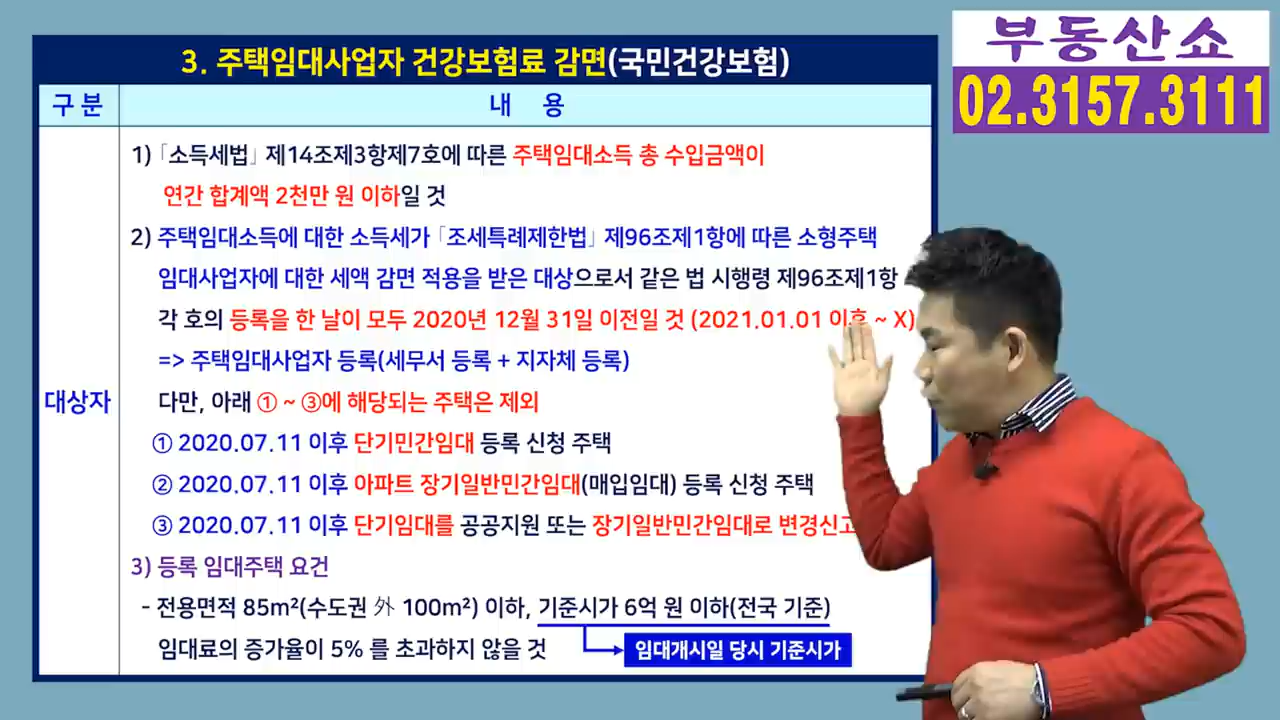 3. 주택임대사업자 건강보험료 감면(국민건강보험)
부동산쇼
02.3157.3111
구 분
내 용
대상자
1) 「소득세법」 제14조제3항제7호에 따른 주택임대소득 총 수입금액이
연간 합계액 2천만 원 이하일 것
2) 주택임대소득에 대한 소득세가 「조세특례제한법」 제96조제1항에 따른 소형주택
임대사업자에 대한 세액 감면 적용을 받은 대상으로서 같은 법 시행령 제96조제1항
각 호의 등록을 한 날이 모두 2020년 12월 31일 이전일 것 (2021.01.01 이후 ~ X)
=> 주택임대사업자 등록(세무서 등록 + 지자체 등록)
다만, 아래 ① ~ ③에 해당되는 주택은 제외
① 2020.07.11 이후 단기민간임대 등록 신청 주택
② 2020.07.11 이후 아파트 장기일반민간임대(매입임대) 등록 신청 주택
③ 2020.07.11 이후 단기임대를 공공지원 또는 장기일반민간임대로 변경신고
3) 등록 임대주택 요건
- 전용면적 85m²(수도권 外 100m²) 이하, 기준시가 6억 원 이하(전국 기준)
임대료의 증가율이 5% 를 초과하지 않을 것
임대개시일 당시 기준시가